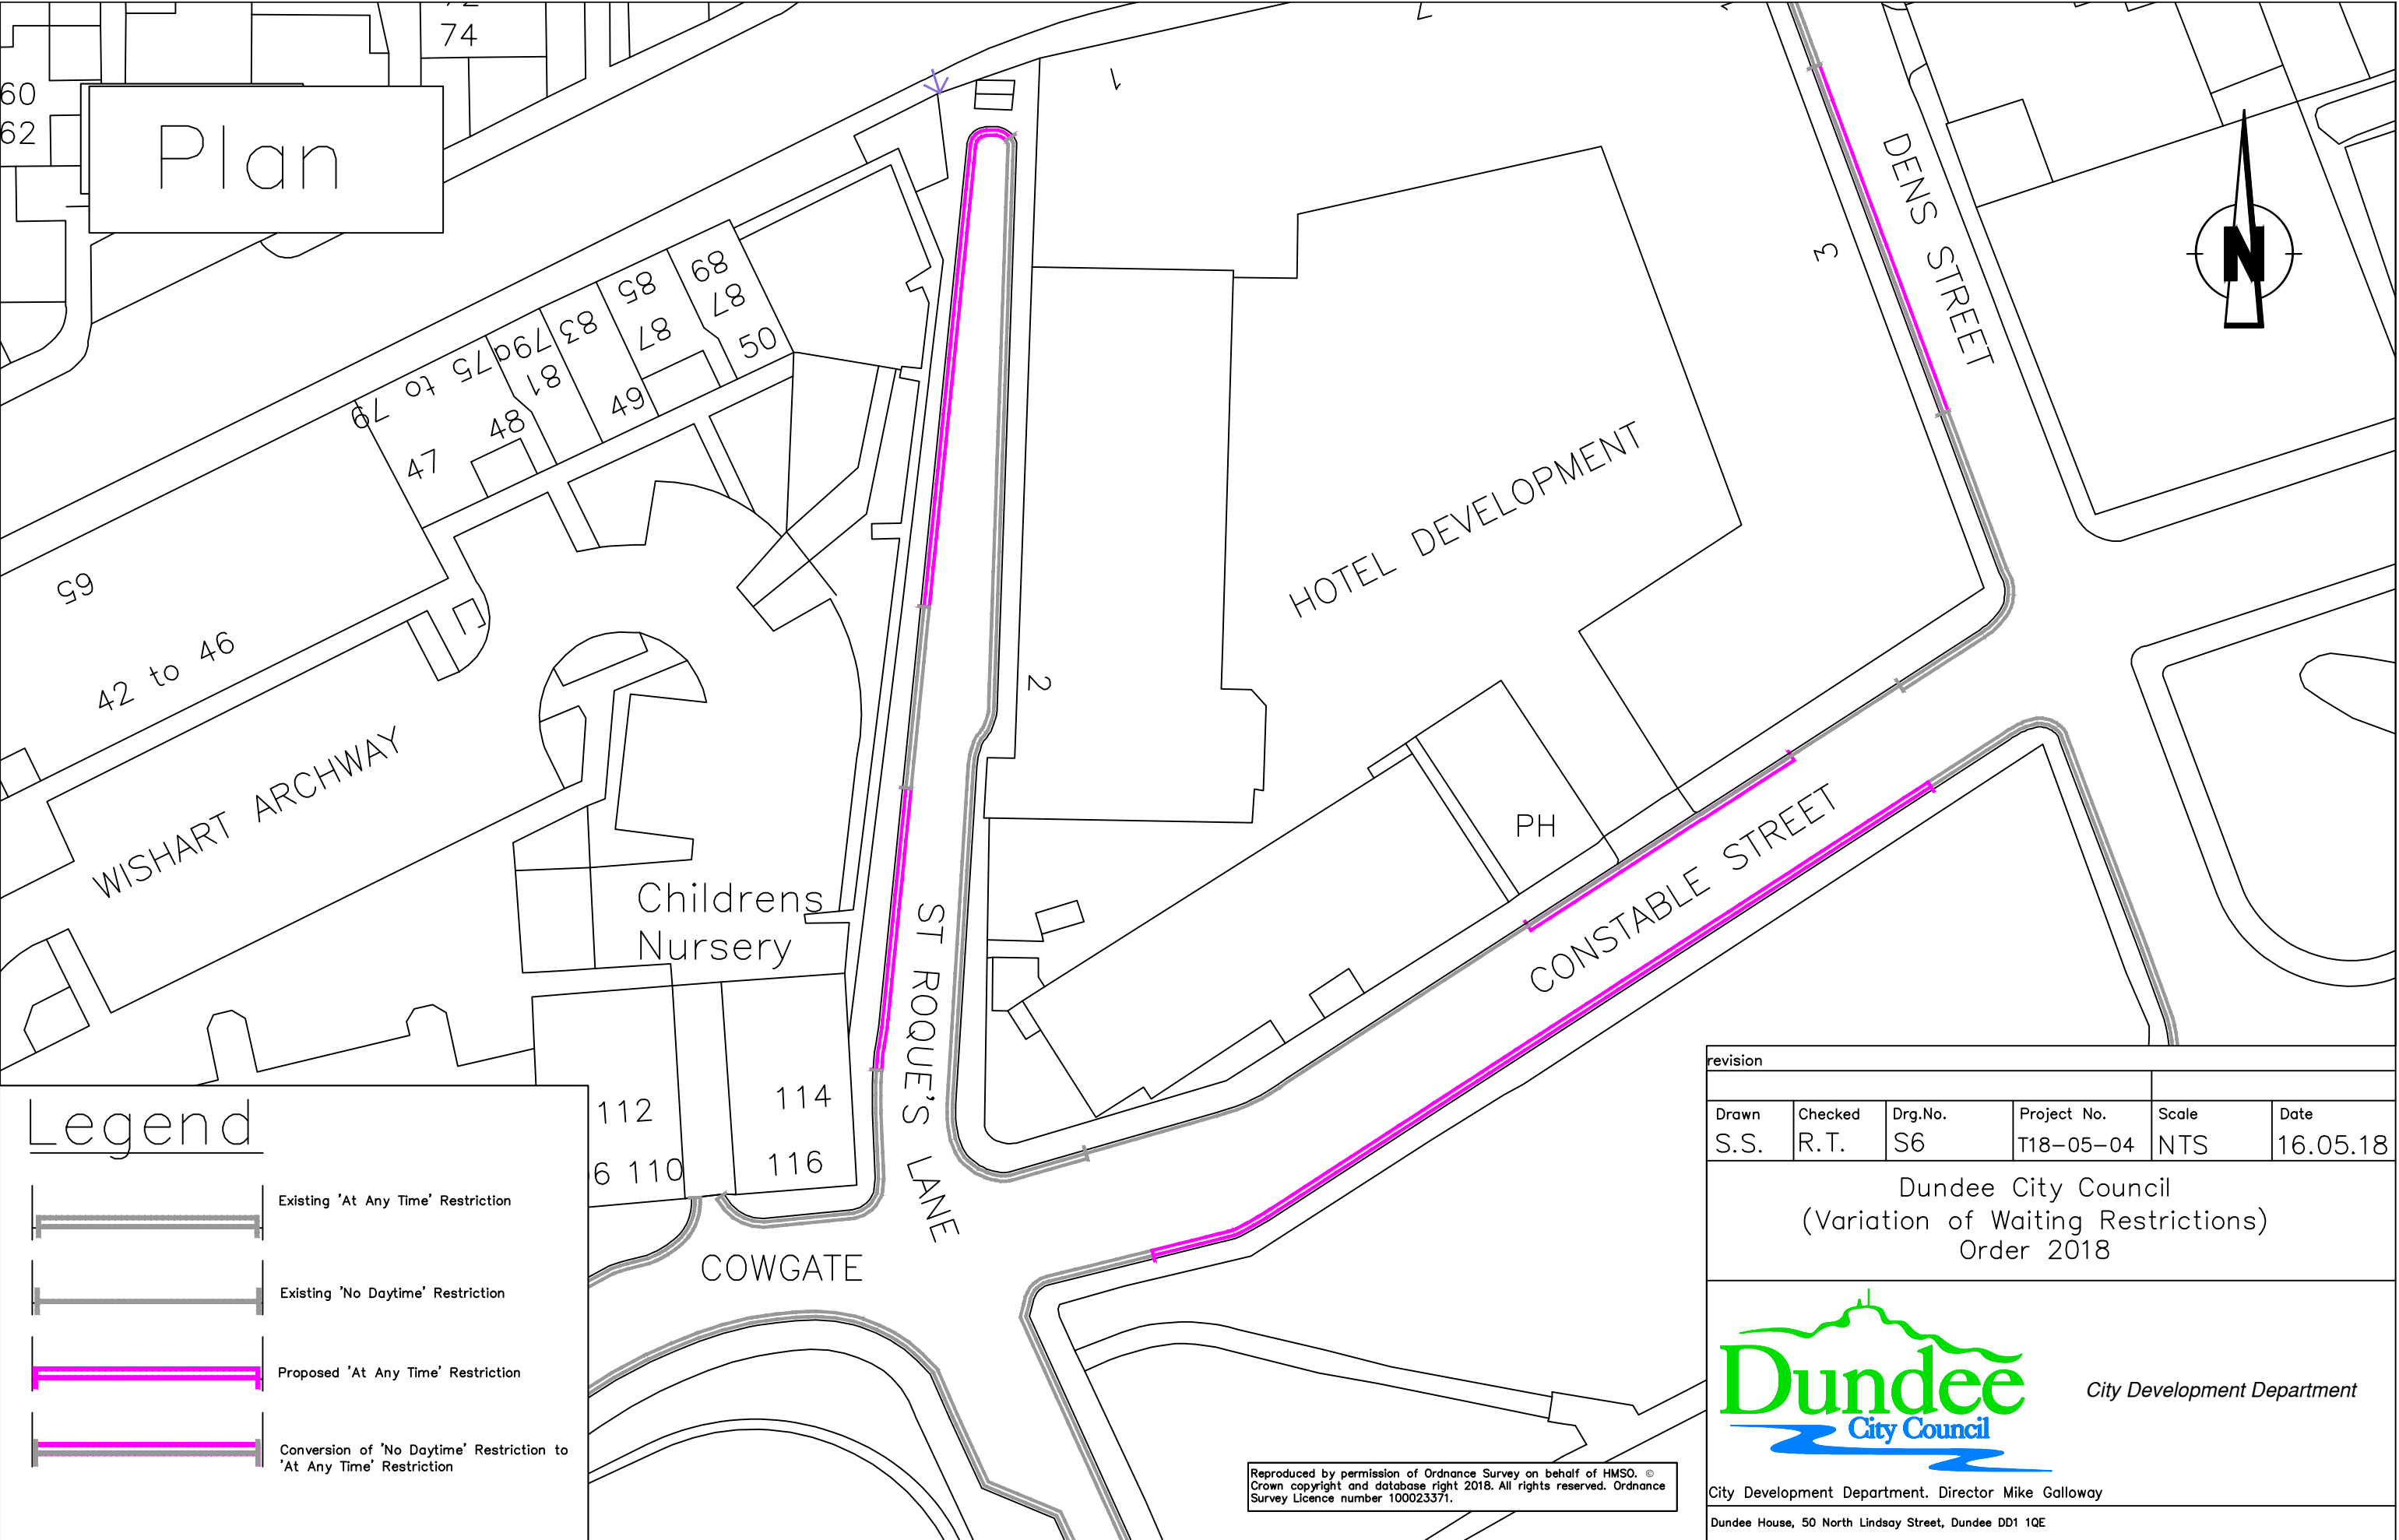 74
60
62
Plan
1
3
DENS STREET
N
89
87
50
85
87
49
83
79a
81
75 to 79
48
47
65
42 to 46
WISHART ARCHWAY
HOTEL DEVELOPMENT
2
PH
CONSTABLE STREET
Childrens
Nursery
ST ROQUE'S LANE
112
114
6 110
116
COWGATE
Legend
Existing 'At Any Time' Restriction
Existing 'No Daytime' Restriction
Proposed 'At Any Time' Restriction
Conversion of 'No Daytime' Restriction to
'At Any Time' Restriction
Reproduced by permission of Ordnance Survey on behalf of HMSO. ©
Crown copyright and database right 2018. All rights reserved. Ordnance
Survey Licence number 100023371.
revision
Drawn Checked Drg.No. Project No. Scale Date
S.S. R.T. S6 T18-05-04 NTS 16.05.18
Dundee City Council
(Variation of Waiting Restrictions)
Order 2018
Dundee
City Council
City Development Department
City Development Department. Director Mike Galloway
Dundee House, 50 North Lindsay Street, Dundee DD1 1QE